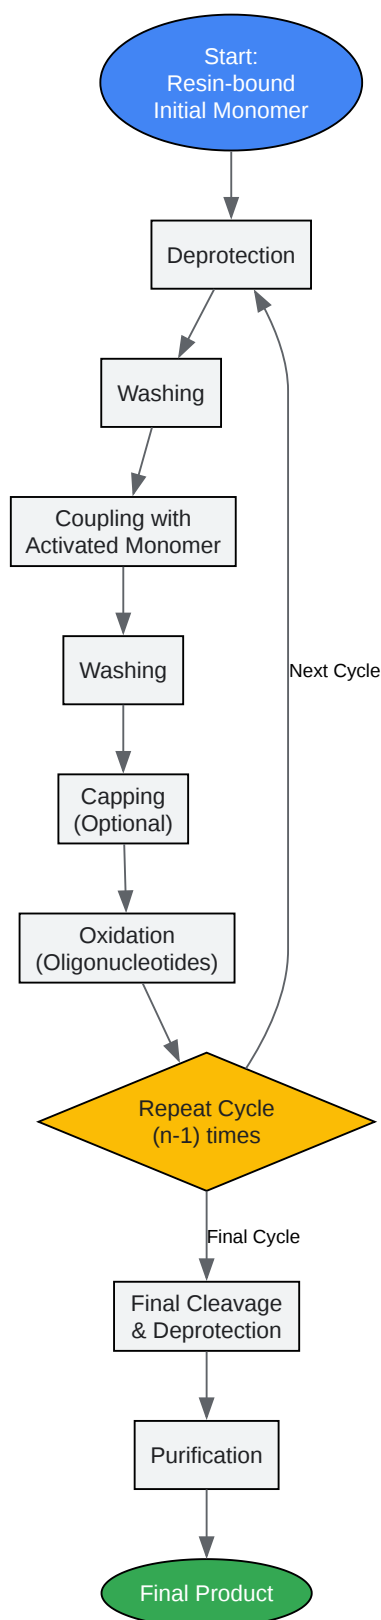 Start:
Resin-bound
Initial Monomer
Deprotection
Washing
Coupling with
Activated Monomer
Washing
Next Cycle
Capping
(Optional)
Oxidation
(Oligonucleotides)
Repeat Cycle
(n-1) times
Final Cycle
Final Cleavage
& Deprotection
Purification
Final Product